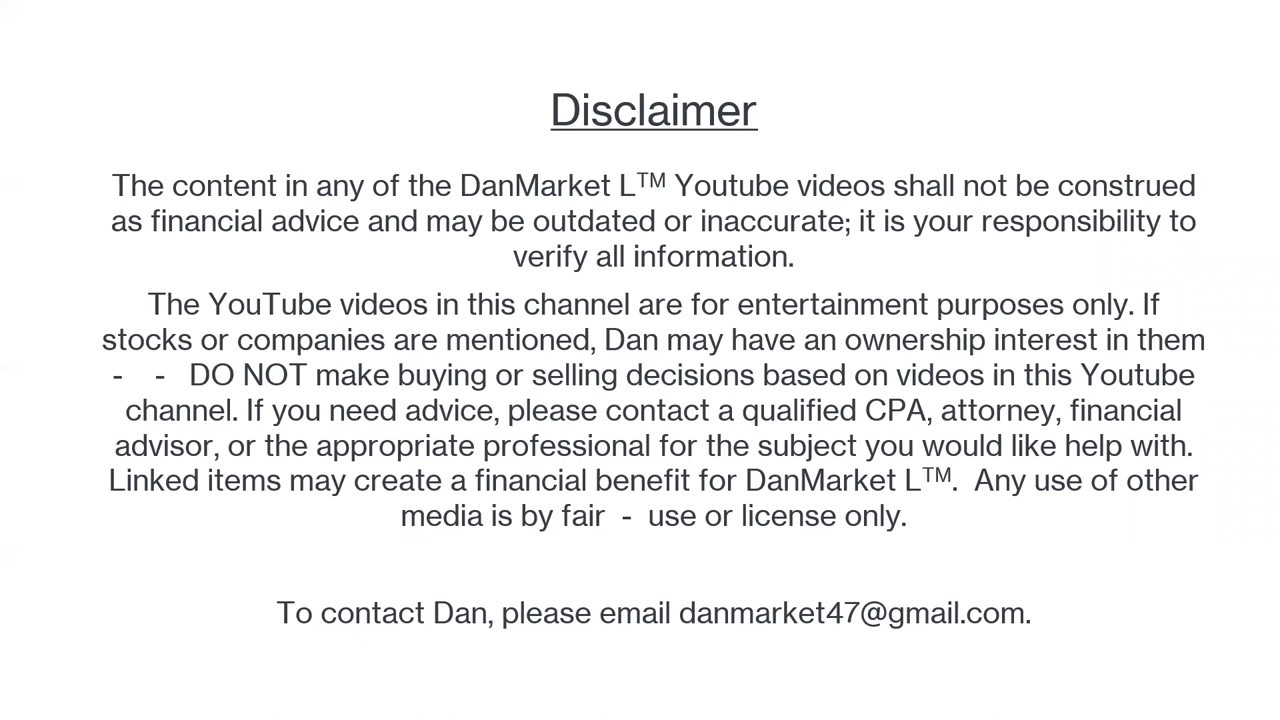 Disclaimer
The content in any of the DanMarket L™ Youtube videos shall not be construed
as financial advice and may be outdated or inaccurate; it is your responsibility to
verify all information.
The YouTube videos in this channel are for entertainment purposes only. If
stocks or companies are mentioned, Dan may have an ownership interest in them
- - DO NOT make buying or selling decisions based on videos in this Youtube
channel. If you need advice, please contact a qualified CPA, attorney, financial
advisor, or the appropriate professional for the subject you would like help with.
Linked items may create a financial benefit for DanMarket L™. Any use of other
media is by fair - use or license only.
To contact Dan, please email danmarket47@gmail.com.